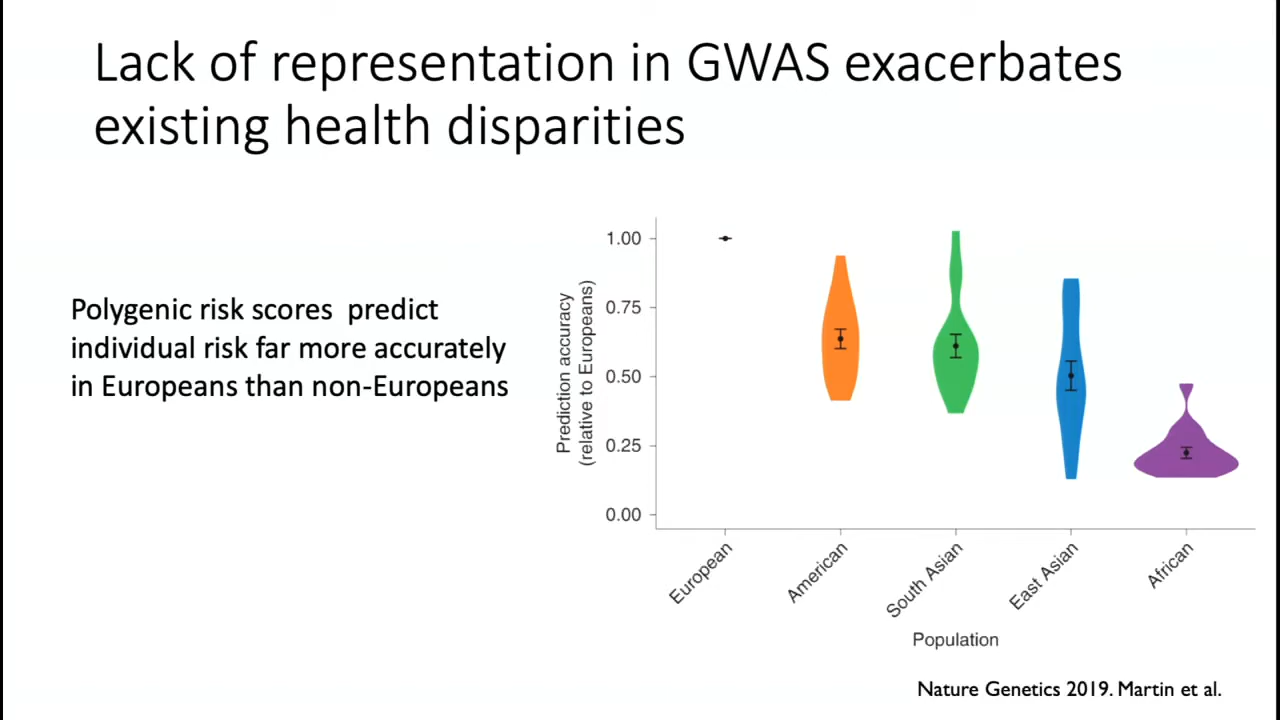 Lack of representation in GWAS exacerbates
existing health disparities
Polygenic risk scores  predict
individual risk far more accurately
in Europeans than non-Europeans
Prediction accuracy
(relative to Europeans)
1.00
0.75
0.50
0.25
0.00
European
American
South Asian
East Asian
African
Population
Nature Genetics 2019. Martin et al.